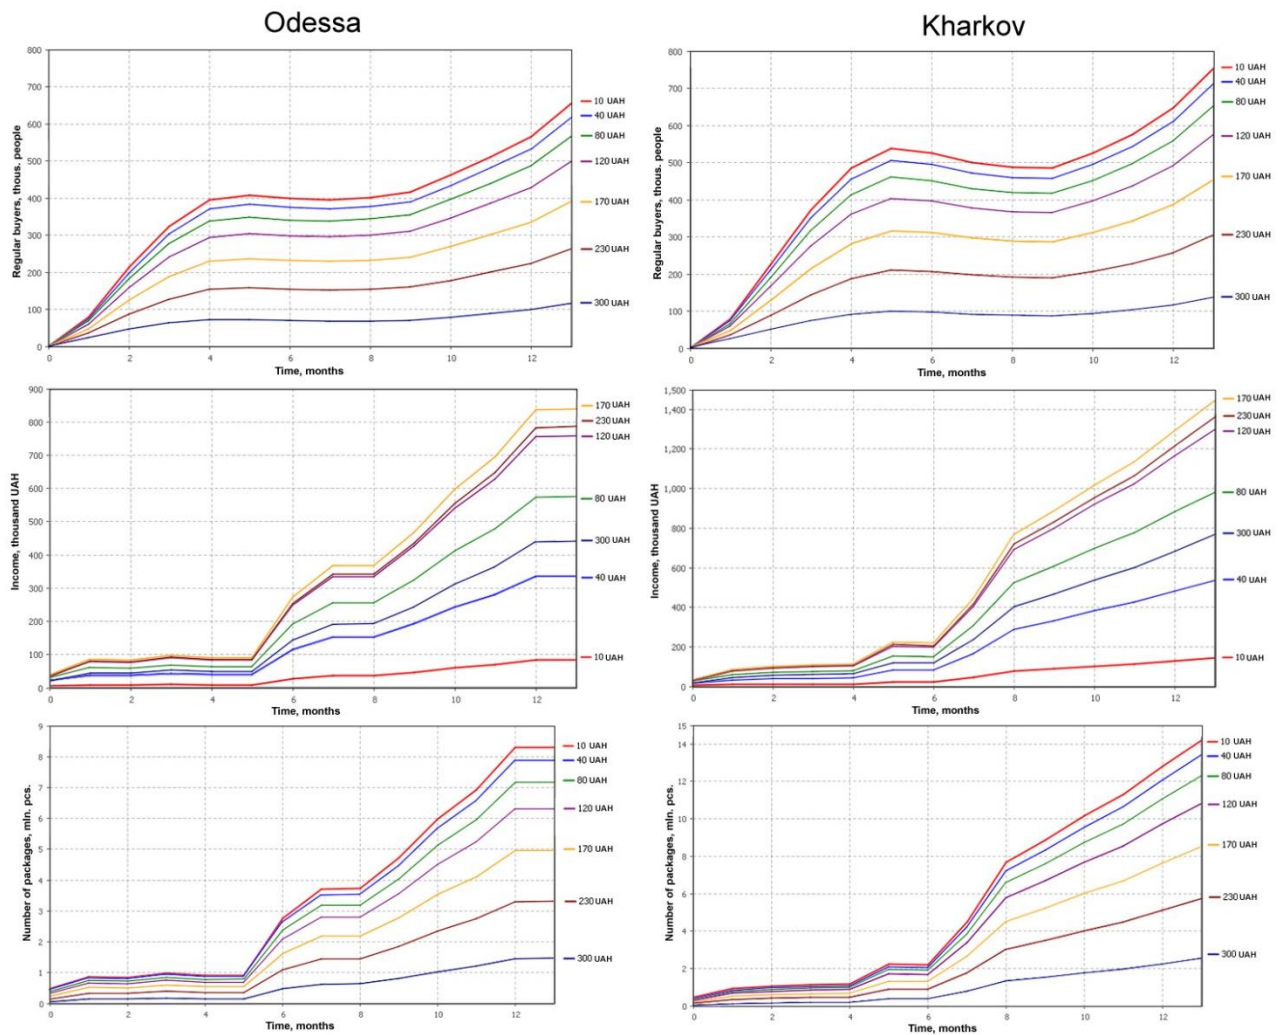 Odessa
Kharkov
800
700
600
500
400
300
200
100
0
Regular buyers, thous. people
0 2 4 6 8 10 12
Time, months
10 UAH
40 UAH
80 UAH
120 UAH
170 UAH
230 UAH
300 UAH
800
700
600
500
400
300
200
100
0
Regular buyers, thous. people
0 2 4 6 8 10 12
Time, months
10 UAH
40 UAH
80 UAH
120 UAH
170 UAH
230 UAH
300 UAH
900
800
700
600
500
400
300
200
100
0
Income, thousand UAH
0 2 4 6 8 10 12
Time, months
170 UAH
230 UAH
120 UAH
80 UAH
300 UAH
40 UAH
10 UAH
1,500
1,400
1,200
1,000
800
600
400
200
0
Income, thousand UAH
0 2 4 6 8 10 12
Time, months
170 UAH
230 UAH
120 UAH
80 UAH
300 UAH
40 UAH
10 UAH
9
8
7
6
5
4
3
2
1
0
Number of packages, mln. pcs.
0 2 4 6 8 10 12
Time, months
10 UAH
40 UAH
80 UAH
120 UAH
170 UAH
230 UAH
300 UAH
15
14
12
10
8
6
4
2
0
Number of packages, mln. pcs.
0 2 4 6 8 10 12
Time, months
10 UAH
40 UAH
80 UAH
120 UAH
170 UAH
230 UAH
300 UAH